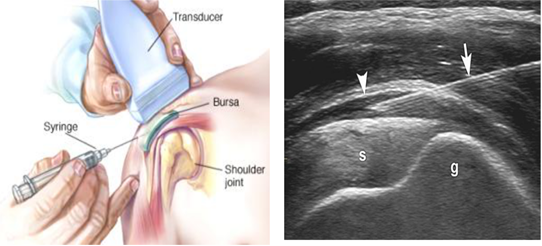 Transducer
Bursa
Syringe
Shoulder
joint
s
g